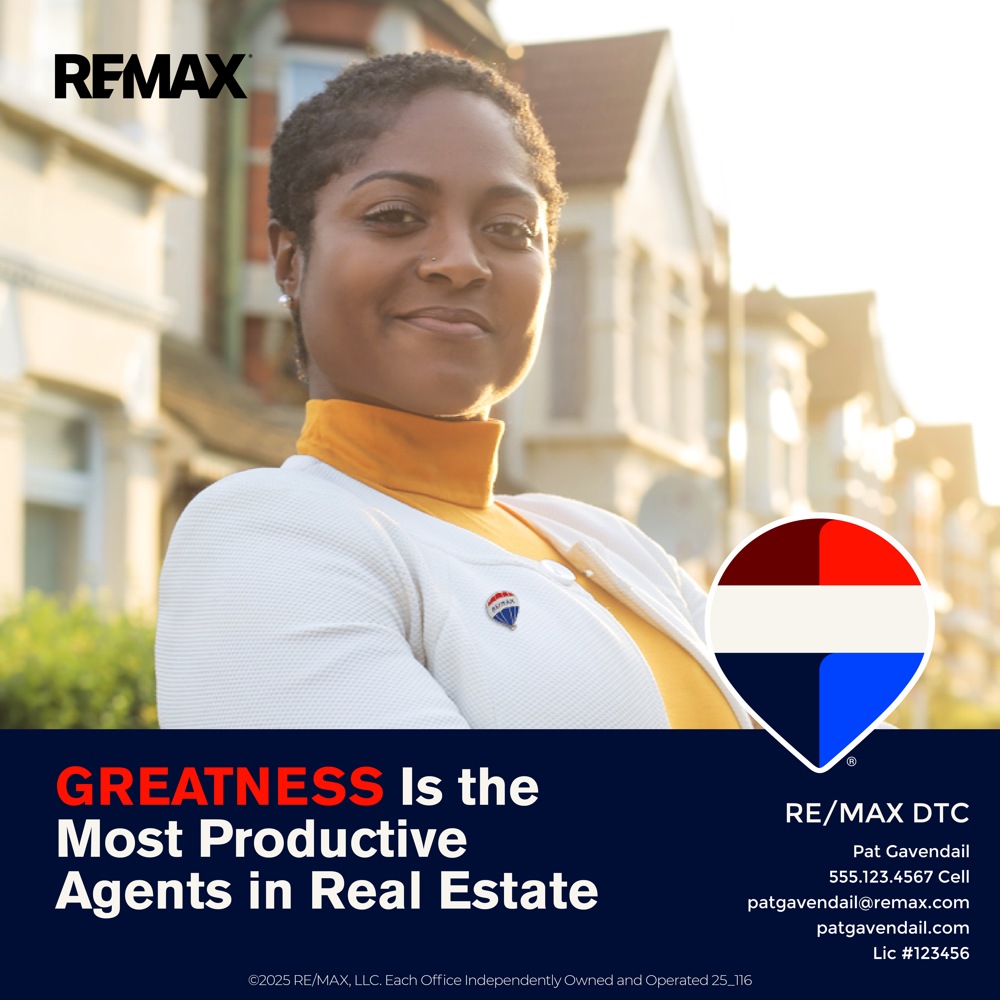 REMAX®
RE/MAX
®
GREATNESS Is the
Most Productive
Agents in Real Estate
RE/MAX DTC
Pat Gavendail
555.123.4567 Cell
patgavendail@remax.com
patgavendail.com
Lic #123456
©2025 RE/MAX, LLC. Each Office Independently Owned and Operated 25_116